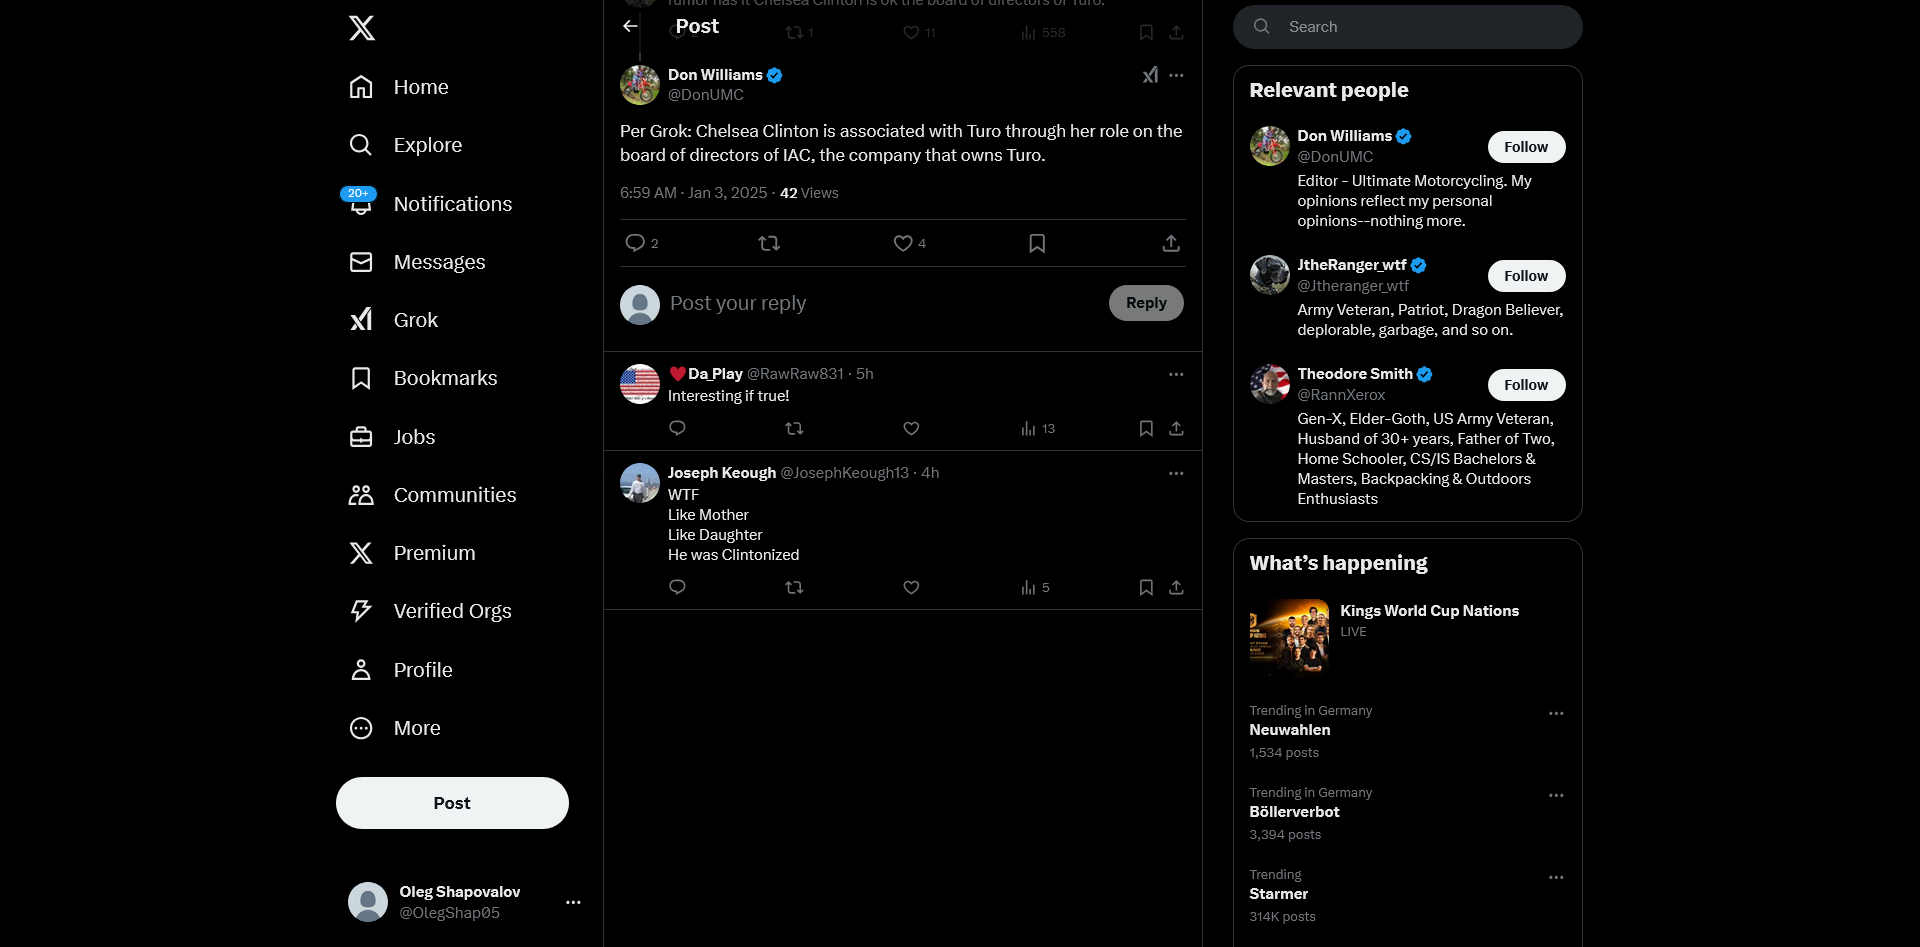 Home
Explore
20+
Notifications
Messages
Grok
Bookmarks
Jobs
Communities
Premium
Verified Orgs
Profile
More
Post
Oleg Shapovalov
@OlegShap05
rumor has it Chelsea Clinton is ok the board of directors of Turo.
Post
1
11
558
Don Williams
@DonUMC
Per Grok: Chelsea Clinton is associated with Turo through her role on the
board of directors of IAC, the company that owns Turo.
6:59 AM · Jan 3, 2025 · 42 Views
2
4
Post your reply
Reply
Da_Play @RawRaw831 · 5h
Interesting if true!
13
Joseph Keough @JosephKeough13 · 4h
WTF
Like Mother
Like Daughter
He was Clintonized
5
Search
Relevant people
Don Williams
@DonUMC
Follow
Editor - Ultimate Motorcycling. My
opinions reflect my personal
opinions--nothing more.
JtheRanger_wtf
@Jtheranger_wtf
Follow
Army Veteran, Patriot, Dragon Believer,
deplorable, garbage, and so on.
Theodore Smith
@RannXerox
Follow
Gen-X, Elder-Goth, US Army Veteran,
Husband of 30+ years, Father of Two,
Home Schooler, CS/IS Bachelors &
Masters, Backpacking & Outdoors
Enthusiasts
What's happening
Kings World Cup Nations
LIVE
Trending in Germany
Neuwahlen
1,534 posts
Trending in Germany
Böllerverbot
3,394 posts
Trending
Starmer
314K posts